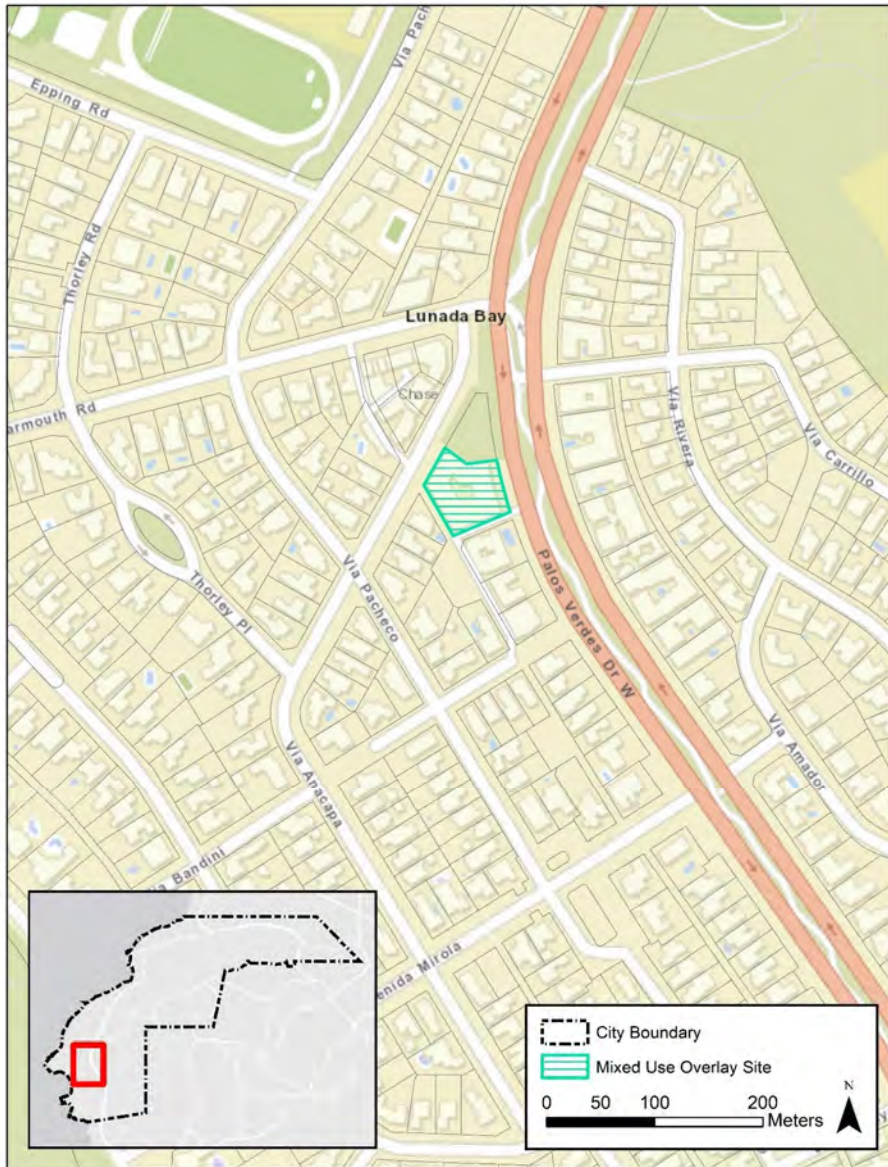 Via Pach
Epping Rd
Thorley Rd
Lunada Bay
Chase
armouth Rd
Via Rivera
Via Carrillo
Thorley Pl
Via Pacheco
Palos Verdes Dr W
Via Anacapa
Via Amador
ia Bandini
enida Mirola
City Boundary
Mixed Use Overlay Site
0 50 100 200
Meters
N